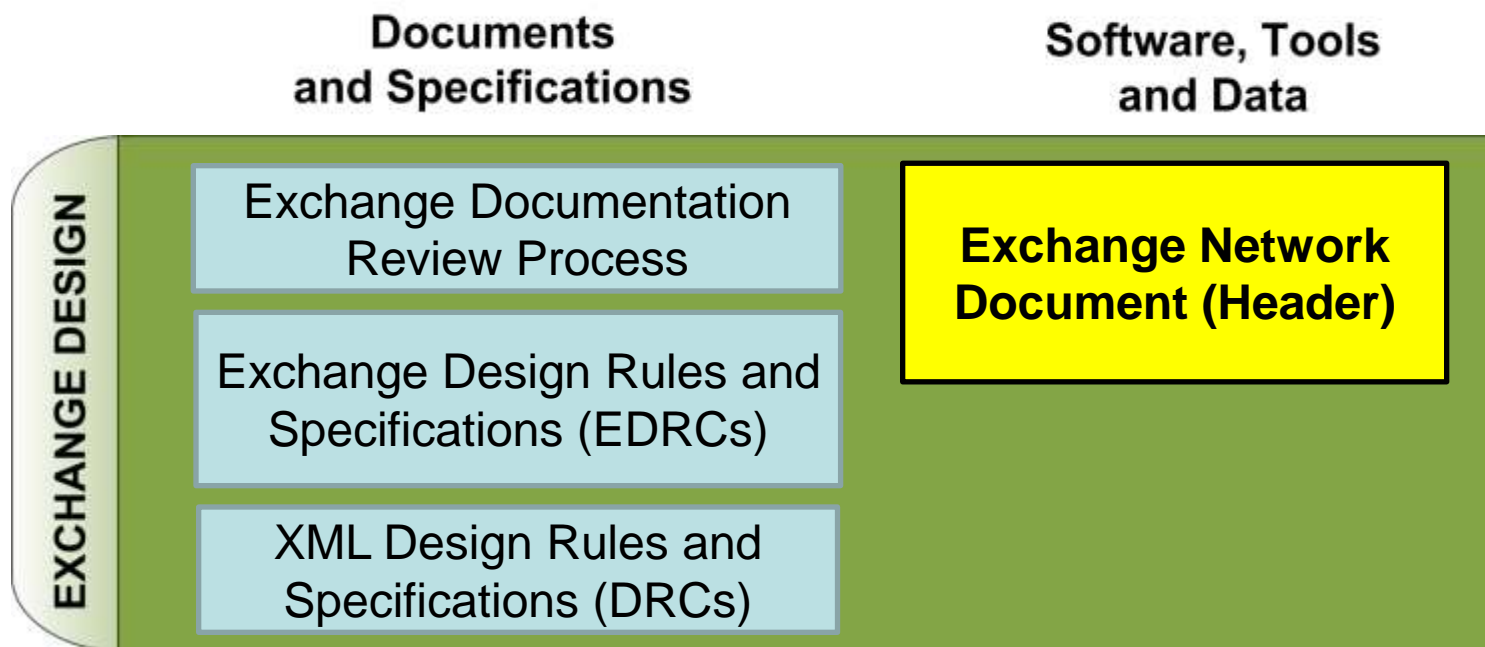 Documents
and Specifications
Software, Tools
and Data
EXCHANGE DESIGN
Exchange Documentation
Review Process
Exchange Design Rules and
Specifications (EDRCs)
XML Design Rules and
Specifications (DRCs)
Exchange Network
Document (Header)